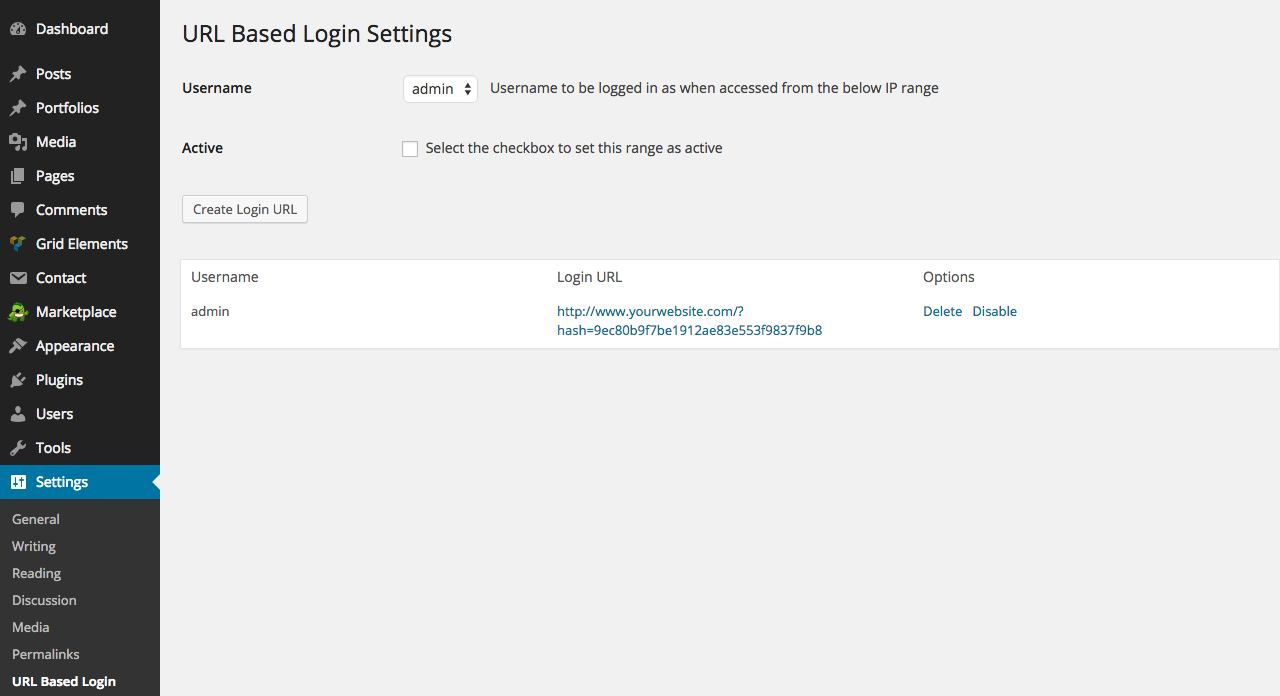 Dashboard
Posts
Portfolios
Media
Pages
Comments
Grid Elements
Contact
Marketplace
Appearance
Plugins
Users
Tools
Settings
General
Writing
Reading
Discussion
Media
Permalinks
URL Based Login
URL Based Login Settings
Username admin Username to be logged in as when accessed from the below IP range
Active Select the checkbox to set this range as active
Create Login URL
Username Login URL Options
admin http://www.yourwebsite.com/? Delete Disable
hash=9ec80b9f7be1912ae83e553f9837f9b8